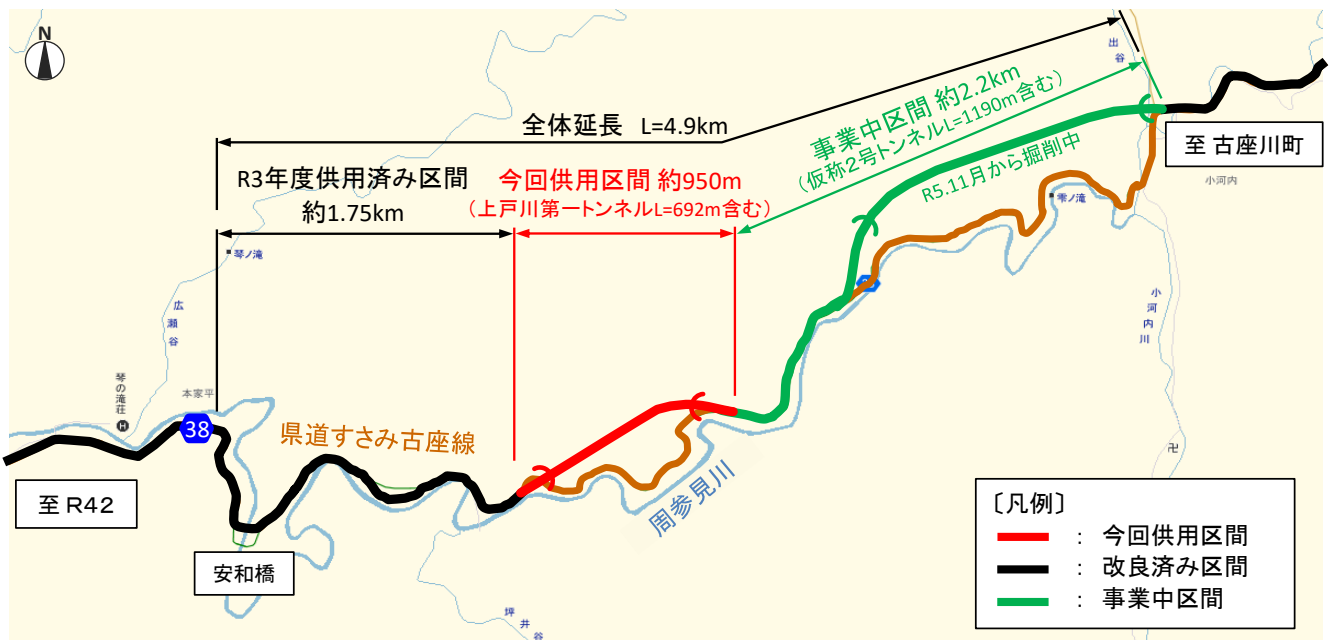 N
出谷
事業中区間 約2.2km
(仮称2号トンネルL=1190m含む)
全体延長 L=4.9km
至 古座川町
R3年度供用済み区間
約1.75km
今回供用区間 約950m
(上戸川第一トンネルL=692m含む)
R5.11月から掘削中
小河内
雫ノ滝
琴ノ滝
広瀬谷
小河内川
琴の滝荘
H
本家平
38
県道すさみ古座線
周参見川
至 R42
安和橋
坪井谷
卍
〔凡例〕
: 今回供用区間
: 改良済み区間
: 事業中区間